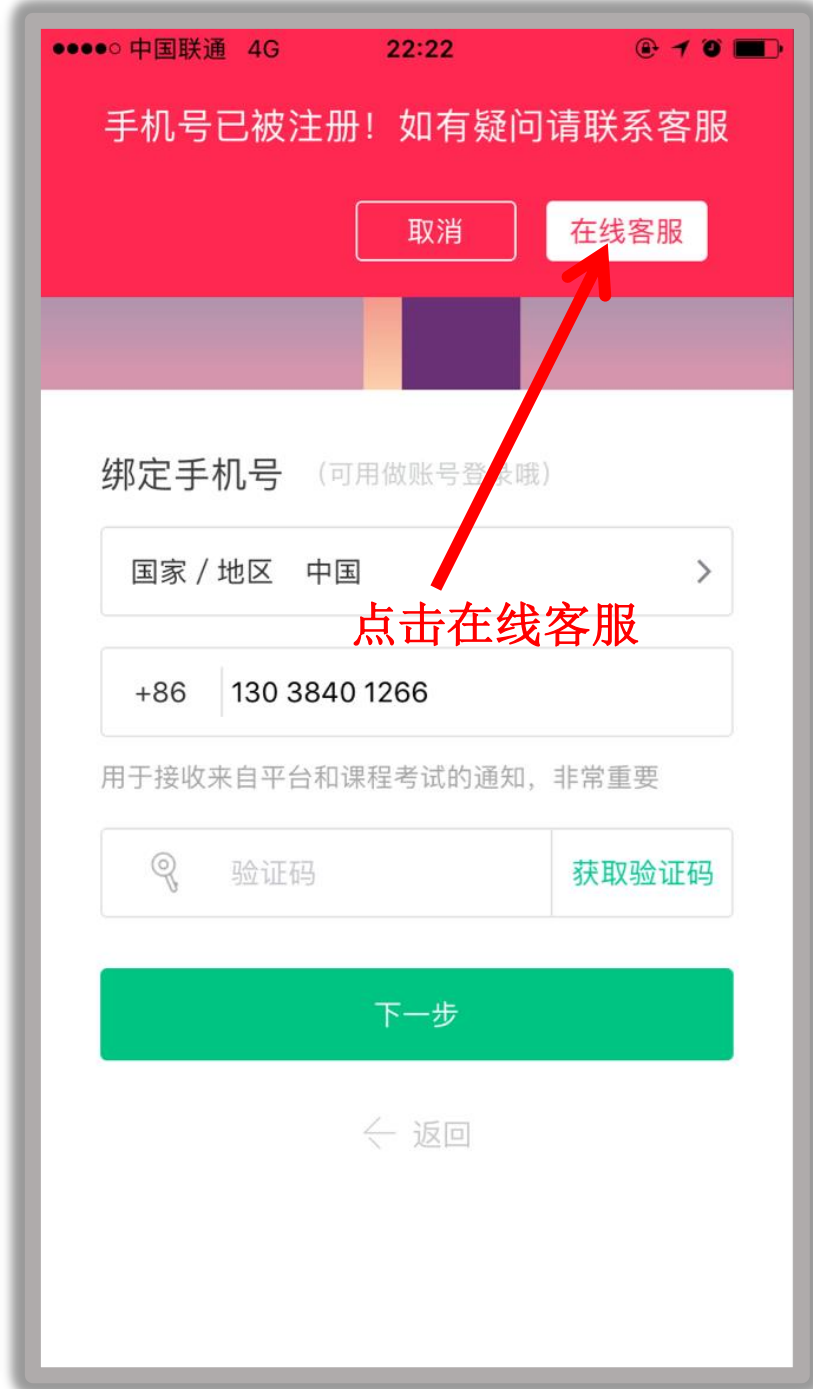 中国联通 4G 22:22
手机号已被注册！如有疑问请联系客服
取消 在线客服
绑定手机号 （可用做账号登录哦）
国家 / 地区 中国
点击在线客服
+86 130 3840 1266
用于接收来自平台和课程考试的通知，非常重要
验证码 获取验证码
下一步
返回